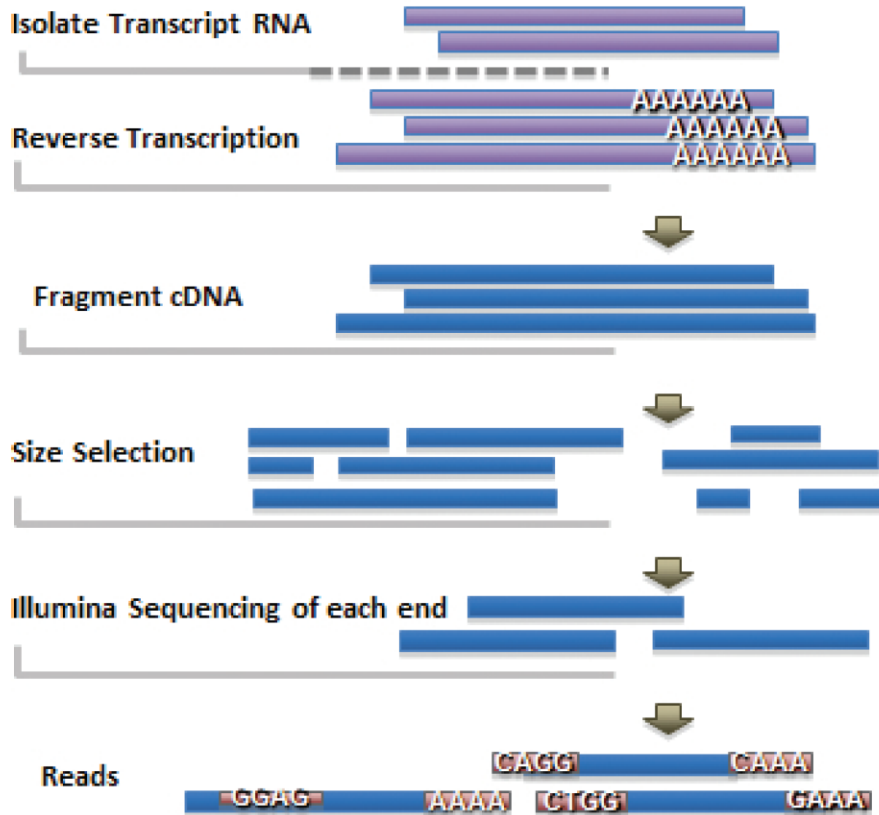 Isolate Transcript RNA
AAAAAA
Reverse Transcription
AAAAAA
AAAAAA
Fragment cDNA
Size Selection
Illumina Sequencing of each end
Reads
CAGG CAAA
GGAG AAAA CTGG GAAA